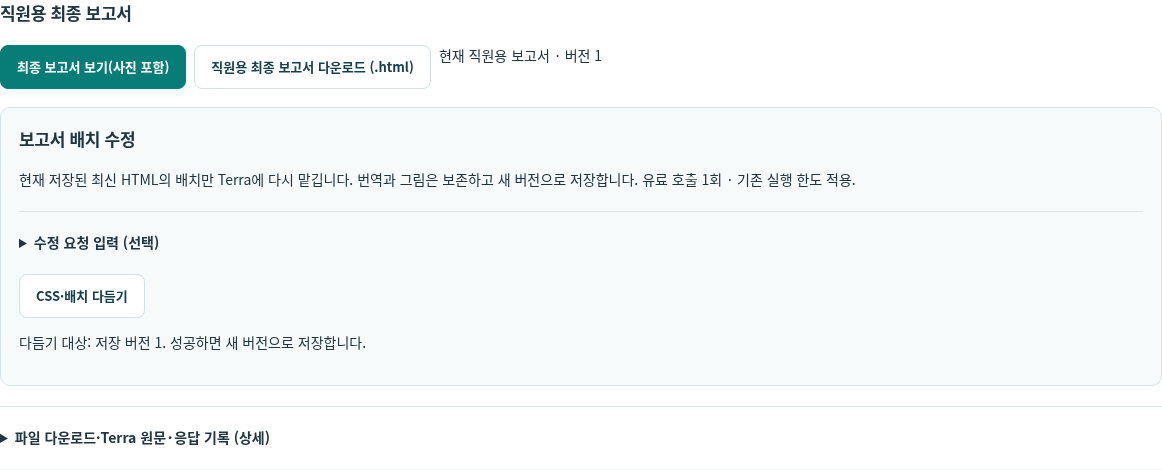 직원용 최종 보고서
최종 보고서 보기(사진 포함)
직원용 최종 보고서 다운로드 (.html)
현재 직원용 보고서 · 버전 1
보고서 배치 수정
현재 저장된 최신 HTML의 배치만 Terra에 다시 맡깁니다. 번역과 그림은 보존하고 새 버전으로 저장합니다. 유료 호출 1회 · 기존 실행 한도 적용.
▶ 수정 요청 입력 (선택)
CSS·배치 다듬기
다듬기 대상: 저장 버전 1. 성공하면 새 버전으로 저장합니다.
▶ 파일 다운로드·Terra 원문·응답 기록 (상세)